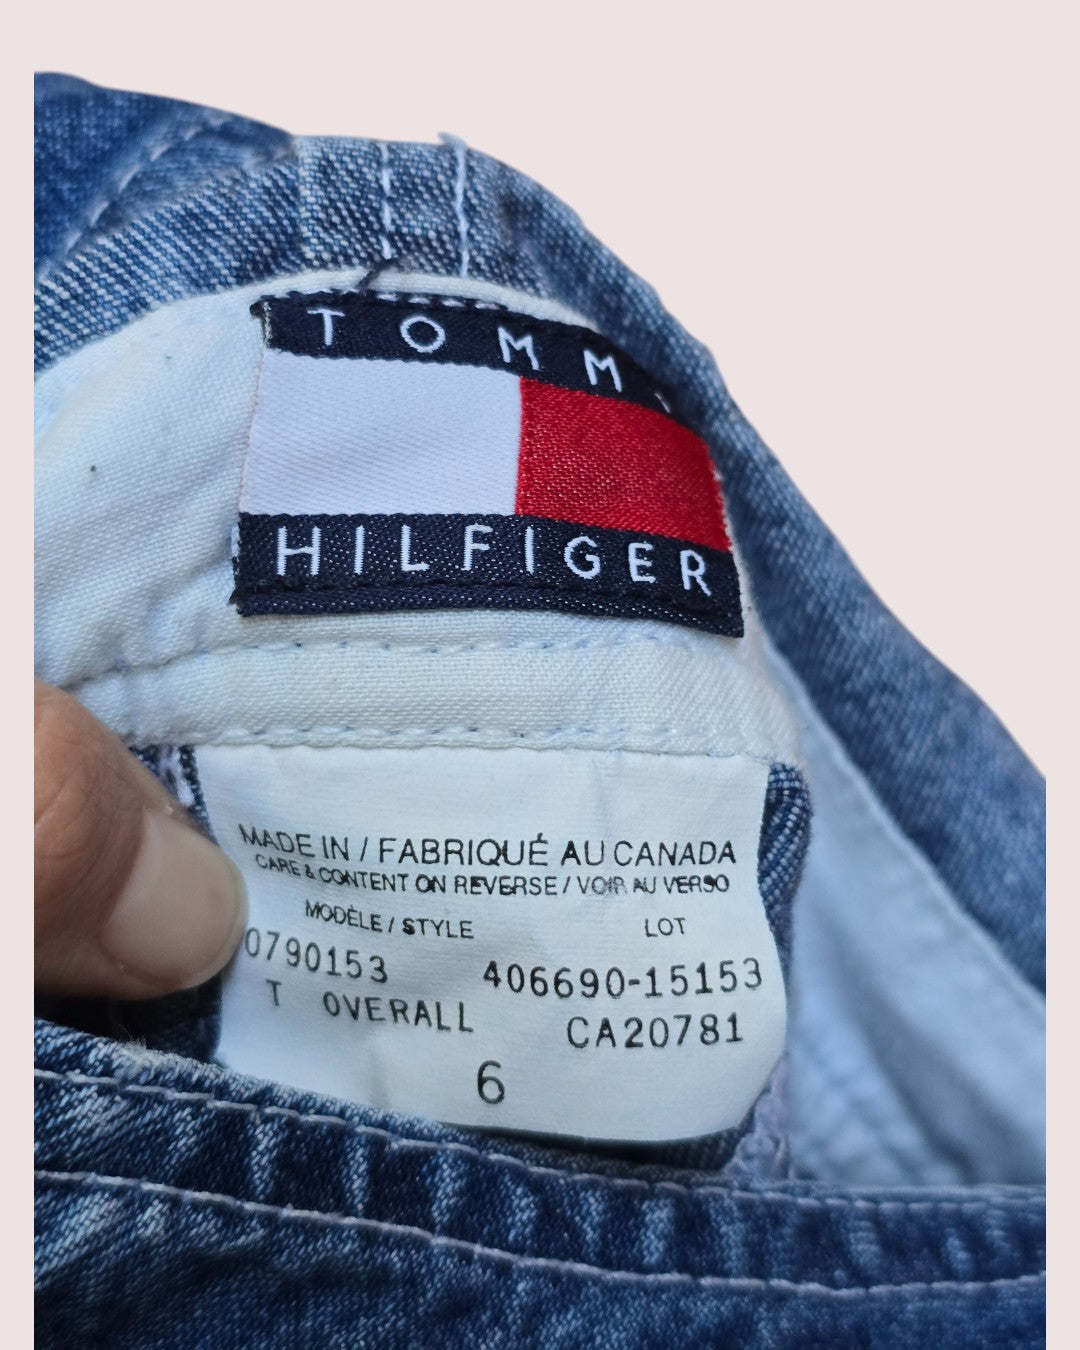 TOMMY
HILFIGER
MADE IN / FABRIQUÉ AU CANADA
CARE & CONTENT ON REVERSE / VOIR AU VERSO
MODÈLE / STYLE LOT
0790153 406690-15153
T OVERALL CA20781
6